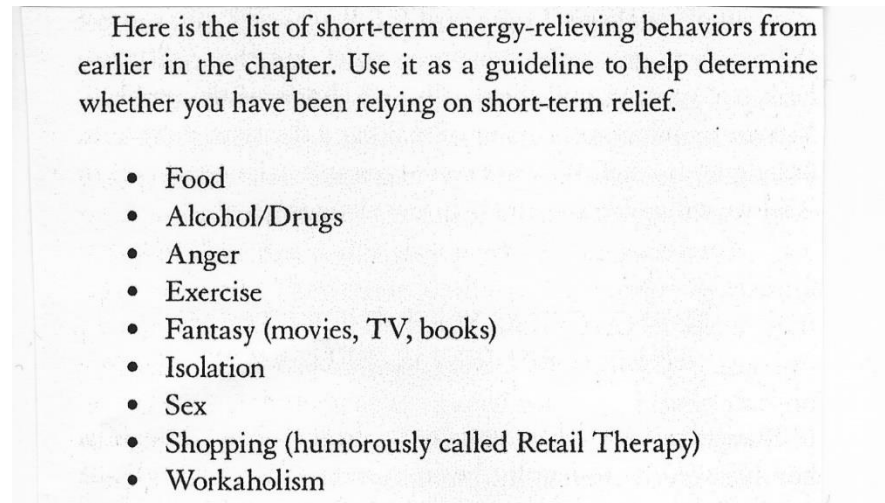 Here is the list of short-term energy-relieving behaviors from
earlier in the chapter. Use it as a guideline to help determine
whether you have been relying on short-term relief.
• Food
• Alcohol/Drugs
• Anger
• Exercise
• Fantasy (movies, TV, books)
• Isolation
• Sex
• Shopping (humorously called Retail Therapy)
• Workaholism